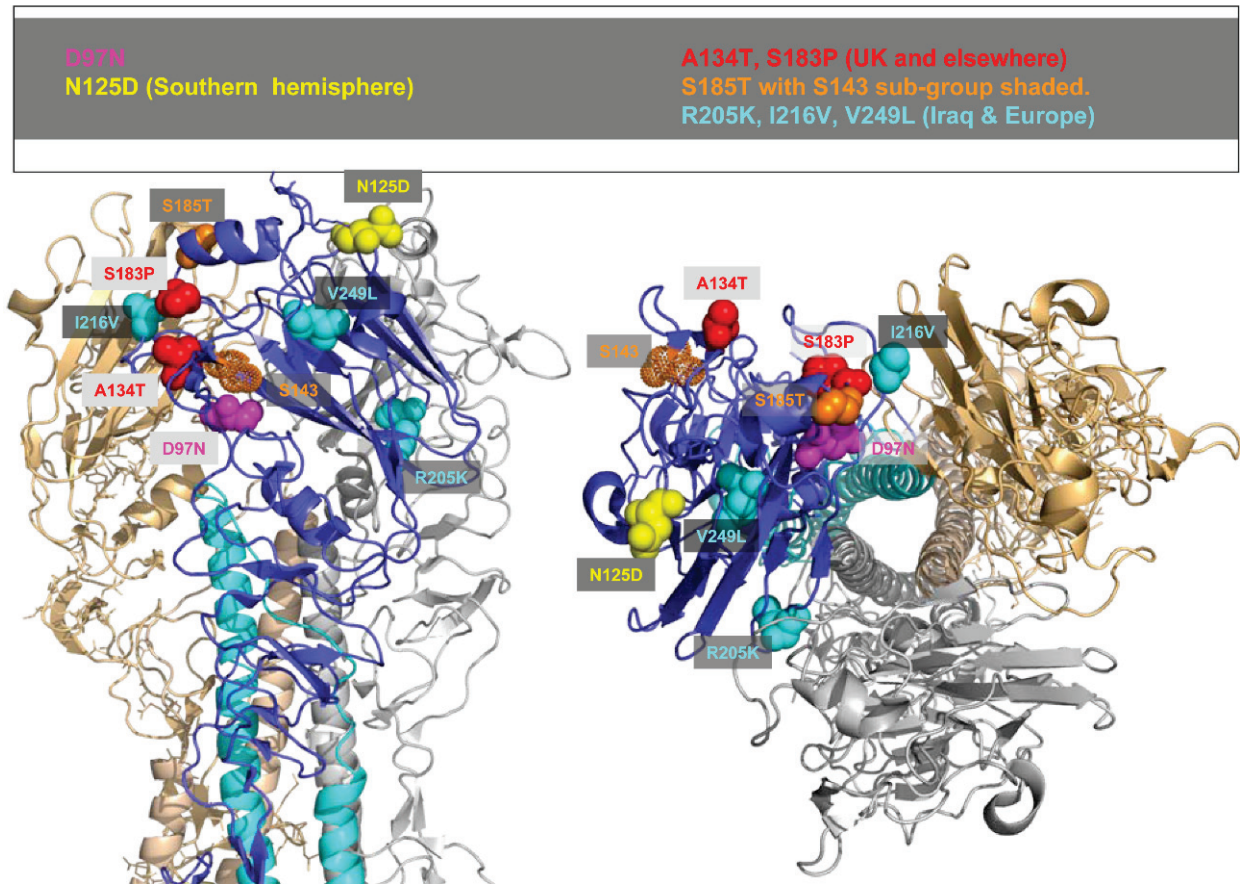 D97N
N125D (Southern hemisphere)
A134T, S183P (UK and elsewhere)
S185T with S143 sub-group shaded.
R205K, I216V, V249L (Iraq & Europe)
N125D
S185T
S183P
V249L
I216V
A134T
S143
D97N
R205K
A134T
S183P
I216V
S143
S185T
D97N
V249L
N125D
R205K